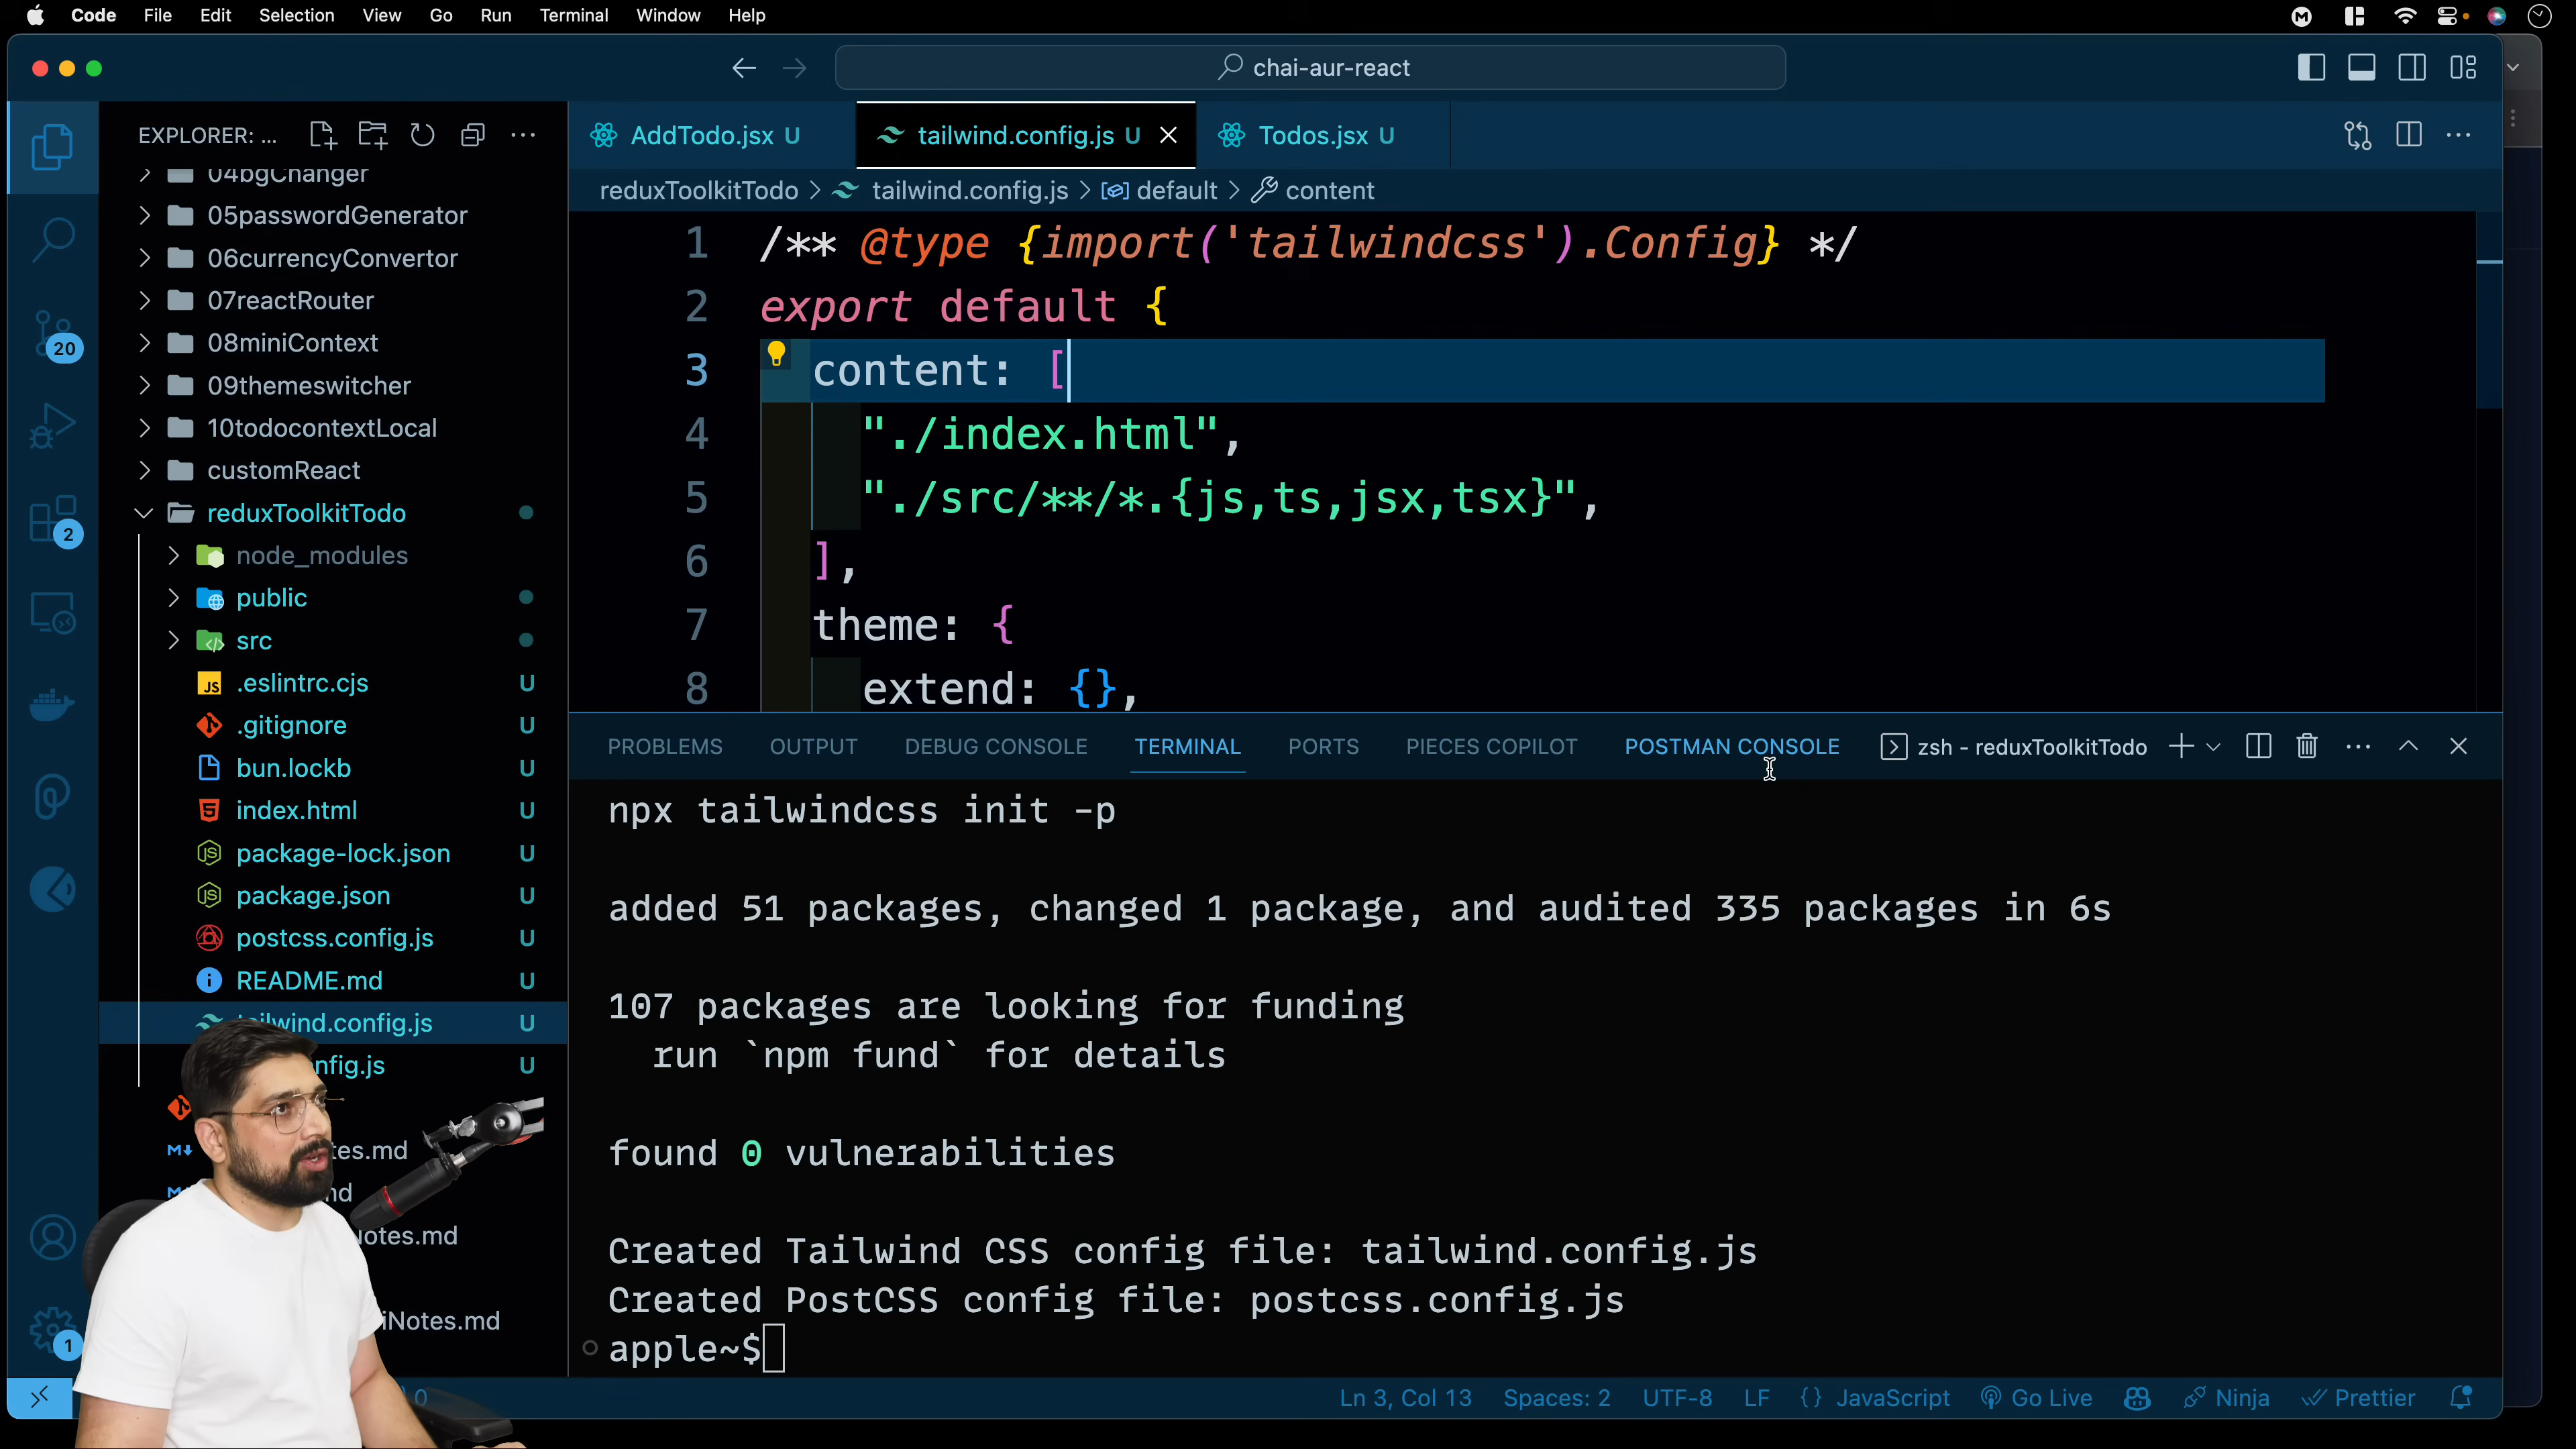 Code File Edit Selection View Go Run Terminal Window Help
chai-aur-react
EXPLORER: ...
04bgChanger
05passwordGenerator
06currencyConvertor
07reactRouter
08miniContext
09themeswitcher
10todocontextLocal
customReact
reduxToolkitTodo
node_modules
public
src
.eslintrc.cjs U
.gitignore U
bun.lockb U
index.html U
package-lock.json U
package.json U
postcss.config.js U
README.md U
tailwind.config.js U
nfig.js U
tes.md
nd
notes.md
iNotes.md
20
2
1
AddTodo.jsx U tailwind.config.js U Todos.jsx U
reduxToolkitTodo > tailwind.config.js > default > content
1 /** @type {import('tailwindcss').Config} */
2 export default {
3 content: [
4 "./index.html",
5 "./src/**/*.{js,ts,jsx,tsx}",
6 ],
7 theme: {
8 extend: {},
PROBLEMS OUTPUT DEBUG CONSOLE TERMINAL PORTS PIECES COPILOT POSTMAN CONSOLE zsh - reduxToolkitTodo
npx tailwindcss init -p
added 51 packages, changed 1 package, and audited 335 packages in 6s
107 packages are looking for funding
run `npm fund` for details
found 0 vulnerabilities
Created Tailwind CSS config file: tailwind.config.js
Created PostCSS config file: postcss.config.js
apple~$
0 Ln 3, Col 13 Spaces: 2 UTF-8 LF {} JavaScript Go Live Ninja Prettier